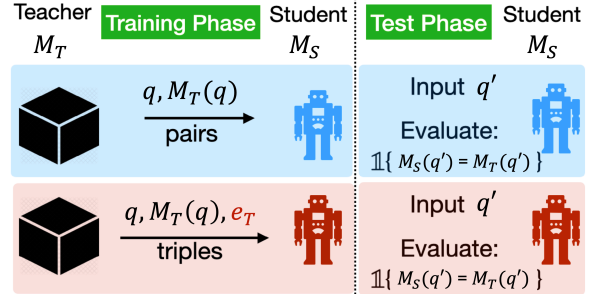 Teacher Training Phase Student Test Phase Student
M_T M_S M_S
q, M_T(q)
pairs
Input q′
Evaluate:
𝟙{ M_S(q′) = M_T(q′) }
q, M_T(q), e_T
triples
Input q′
Evaluate:
𝟙{ M_S(q′) = M_T(q′) }